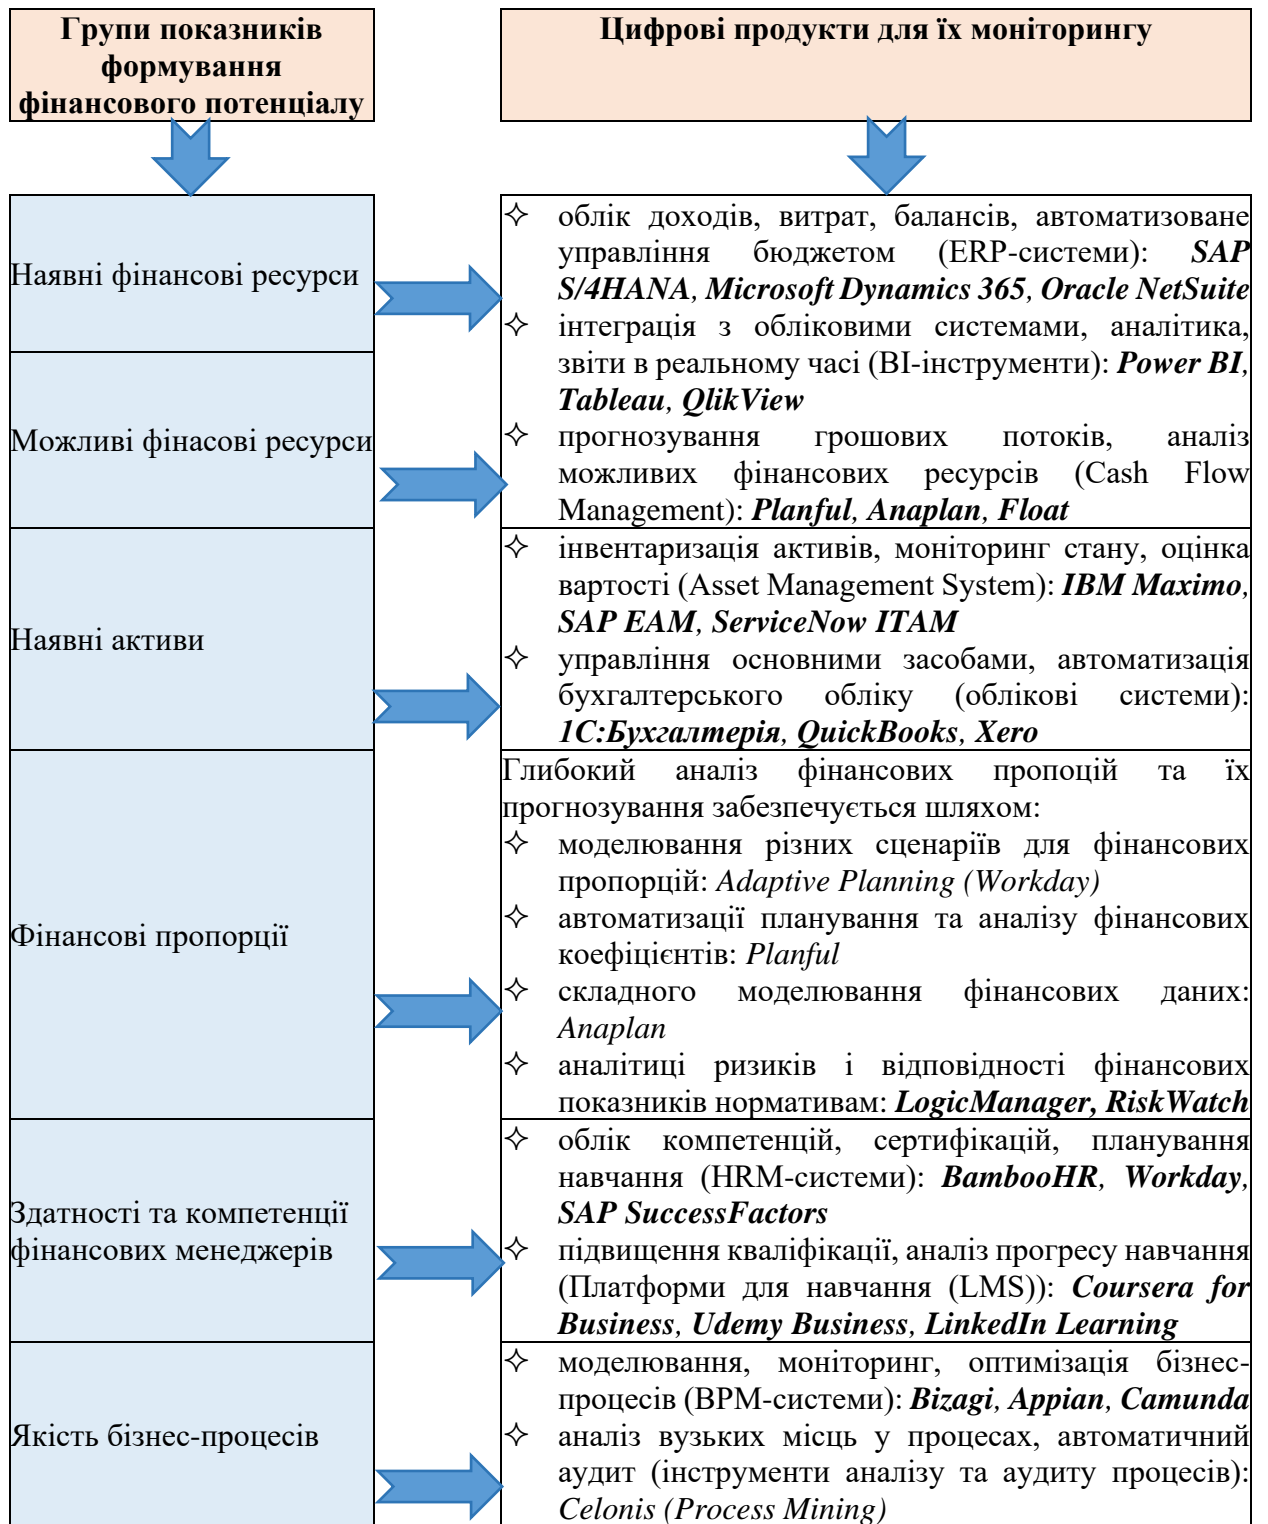 Групи показників
формування
фінансового потенціалу
Цифрові продукти для їх моніторингу
Наявні фінансові ресурси
✧ облік доходів, витрат, балансів, автоматизоване
управління бюджетом (ERP-системи): SAP
S/4HANA, Microsoft Dynamics 365, Oracle NetSuite
✧ інтеграція з обліковими системами, аналітика,
звіти в реальному часі (BI-інструменти): Power BI,
Tableau, QlikView
Можливі фінасові ресурси
✧ прогнозування грошових потоків, аналіз
можливих фінансових ресурсів (Cash Flow
Management): Planful, Anaplan, Float
Наявні активи
✧ інвентаризація активів, моніторинг стану, оцінка
вартості (Asset Management System): IBM Maximo,
SAP EAM, ServiceNow ITAM
✧ управління основними засобами, автоматизація
бухгалтерського обліку (облікові системи):
1С:Бухгалтерія, QuickBooks, Xero
Фінансові пропорції
Глибокий аналіз фінансових пропоцій та їх
прогнозування забезпечується шляхом:
✧ моделювання різних сценаріїв для фінансових
пропорцій: Adaptive Planning (Workday)
✧ автоматизації планування та аналізу фінансових
коефіцієнтів: Planful
✧ складного моделювання фінансових даних:
Anaplan
✧ аналітиці ризиків і відповідності фінансових
показників нормативам: LogicManager, RiskWatch
Здатності та компетенції
фінансових менеджерів
✧ облік компетенцій, сертифікацій, планування
навчання (HRM-системи): BambooHR, Workday,
SAP SuccessFactors
✧ підвищення кваліфікації, аналіз прогресу навчання
(Платформи для навчання (LMS)): Coursera for
Business, Udemy Business, LinkedIn Learning
Якість бізнес-процесів
✧ моделювання, моніторинг, оптимізація бізнес-
процесів (BPM-системи): Bizagi, Appian, Camunda
✧ аналіз вузьких місць у процесах, автоматичний
аудит (інструменти аналізу та аудиту процесів):
Celonis (Process Mining)